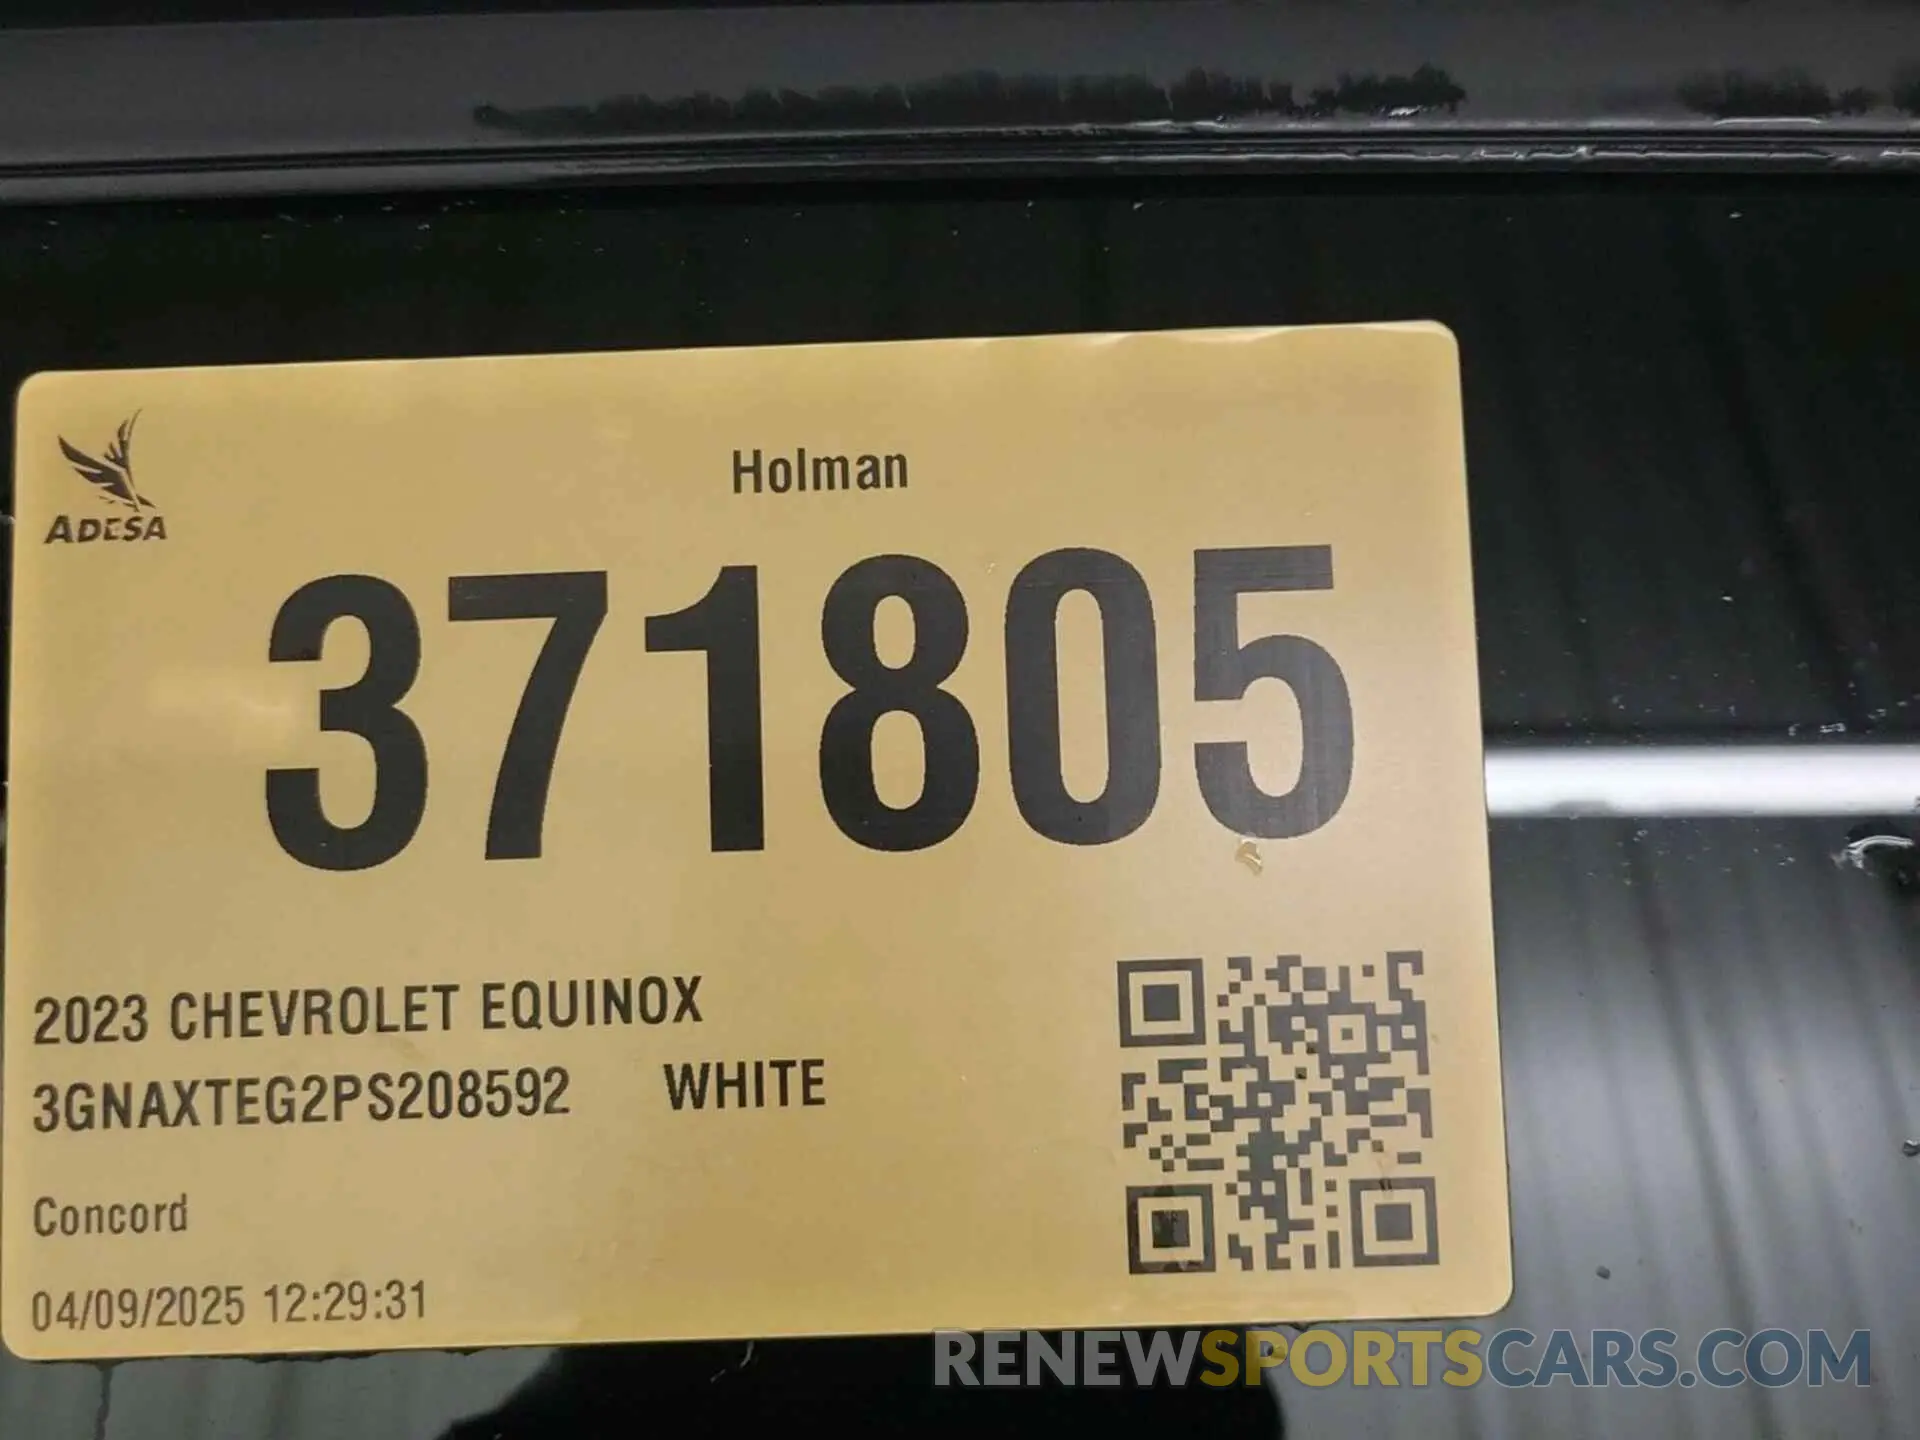 ADESA
Holman
371805
2023 CHEVROLET EQUINOX
3GNAXTEG2PS208592 WHITE
Concord
04/09/2025 12:29:31
RENEWSPORTSCARS.COM